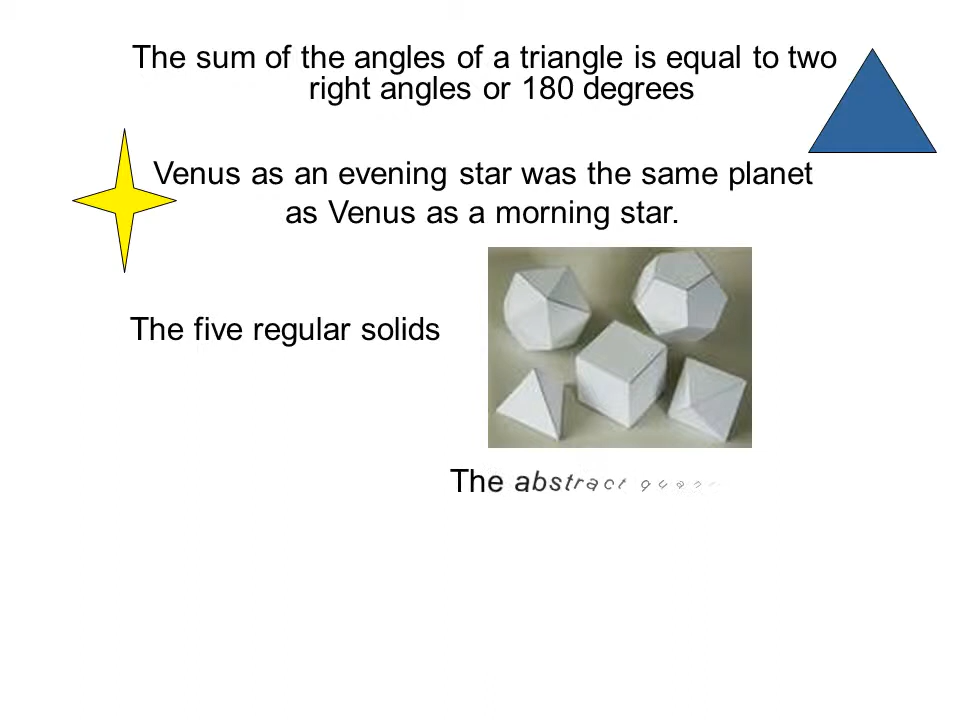 The sum of the angles of a triangle is equal to two
right angles or 180 degrees
Venus as an evening star was the same planet
as Venus as a morning star.
The five regular solids
The abstract